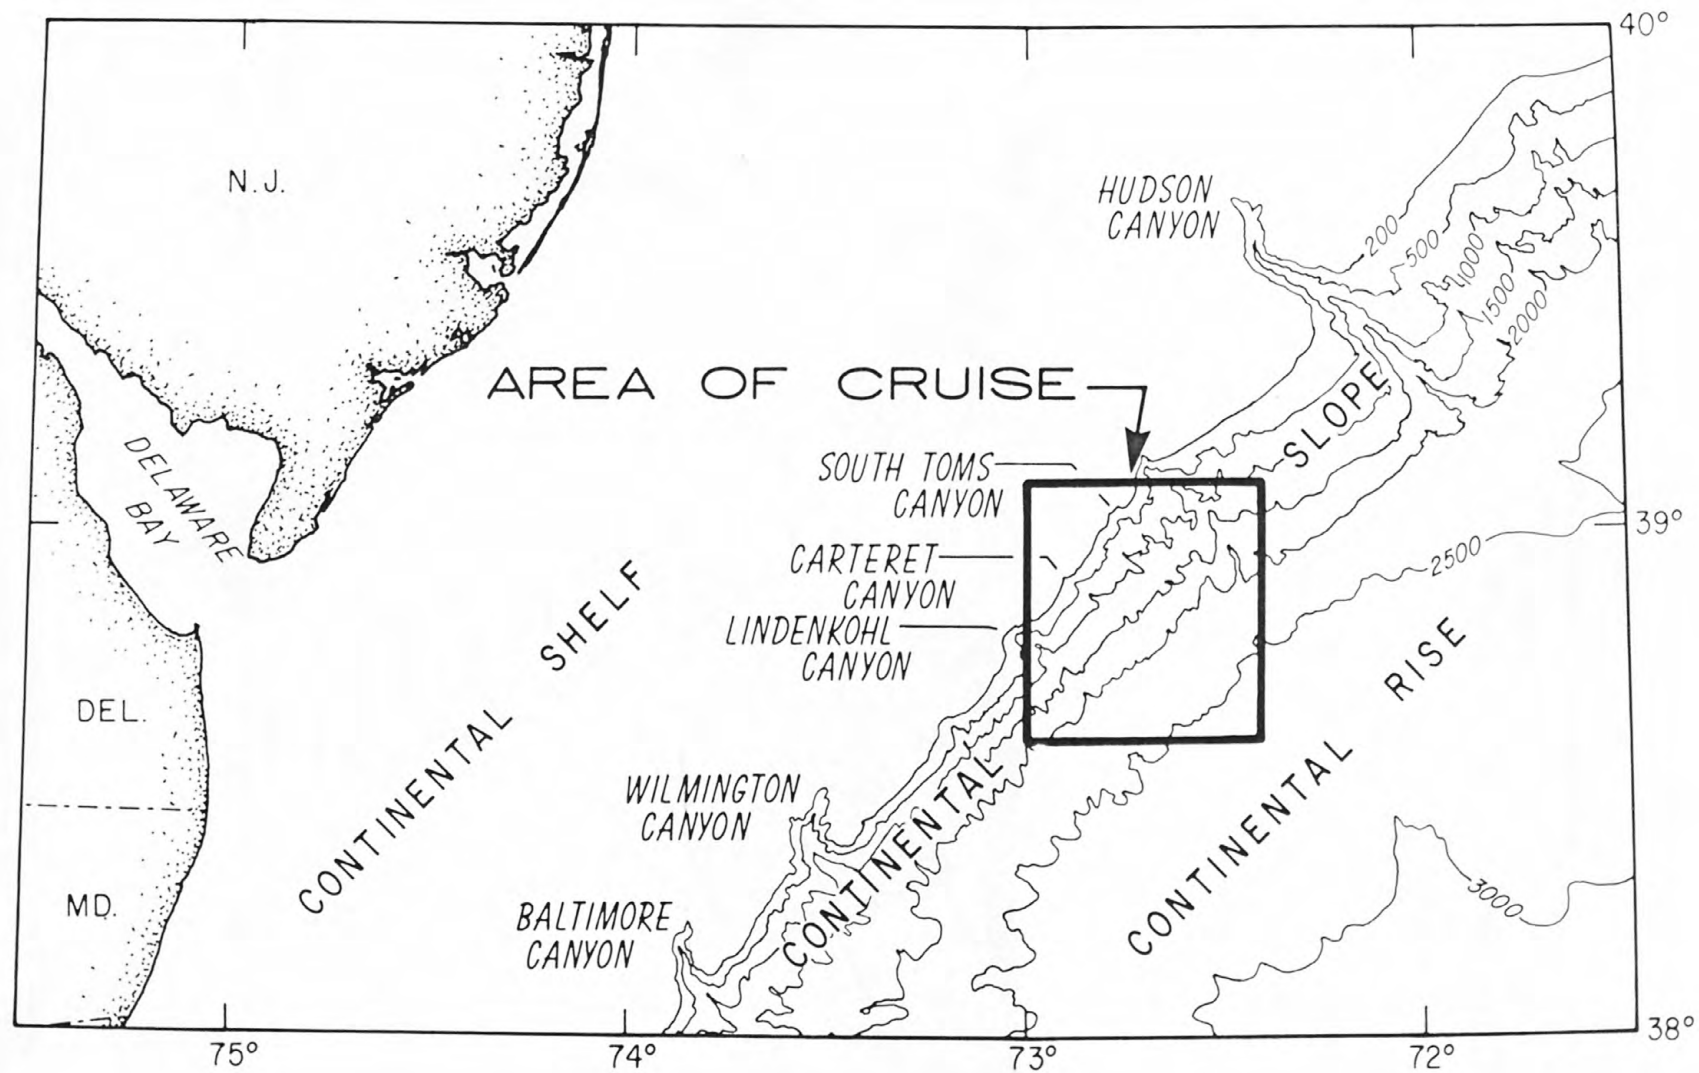 40°
N.J.
HUDSON
CANYON
200
500
1000
1500
2000
AREA OF CRUISE
SLOPE
SOUTH TOMS
CANYON
DELAWARE
BAY
39°
CARTERET
CANYON
2500
CONTINENTAL SHELF
LINDENKOHL
CANYON
CONTINENTAL RISE
DEL.
WILMINGTON
CANYON
CONTINENTAL
MD.
3000
BALTIMORE
CANYON
38°
75°
74°
73°
72°